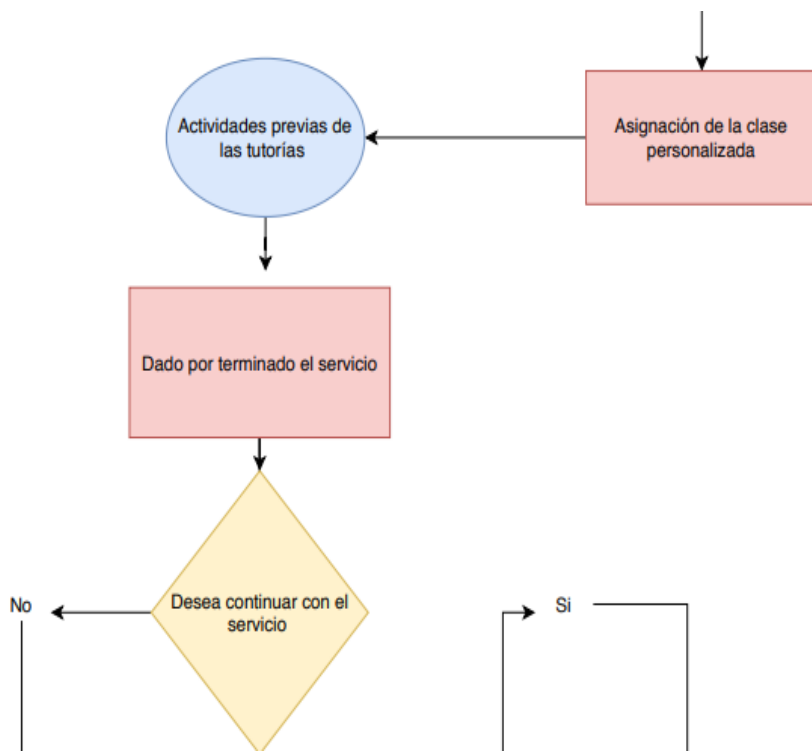 Actividades previas de
las tutorías
Asignación de la clase
personalizada
Dado por terminado el servicio
Desea continuar con el
servicio
No
Si